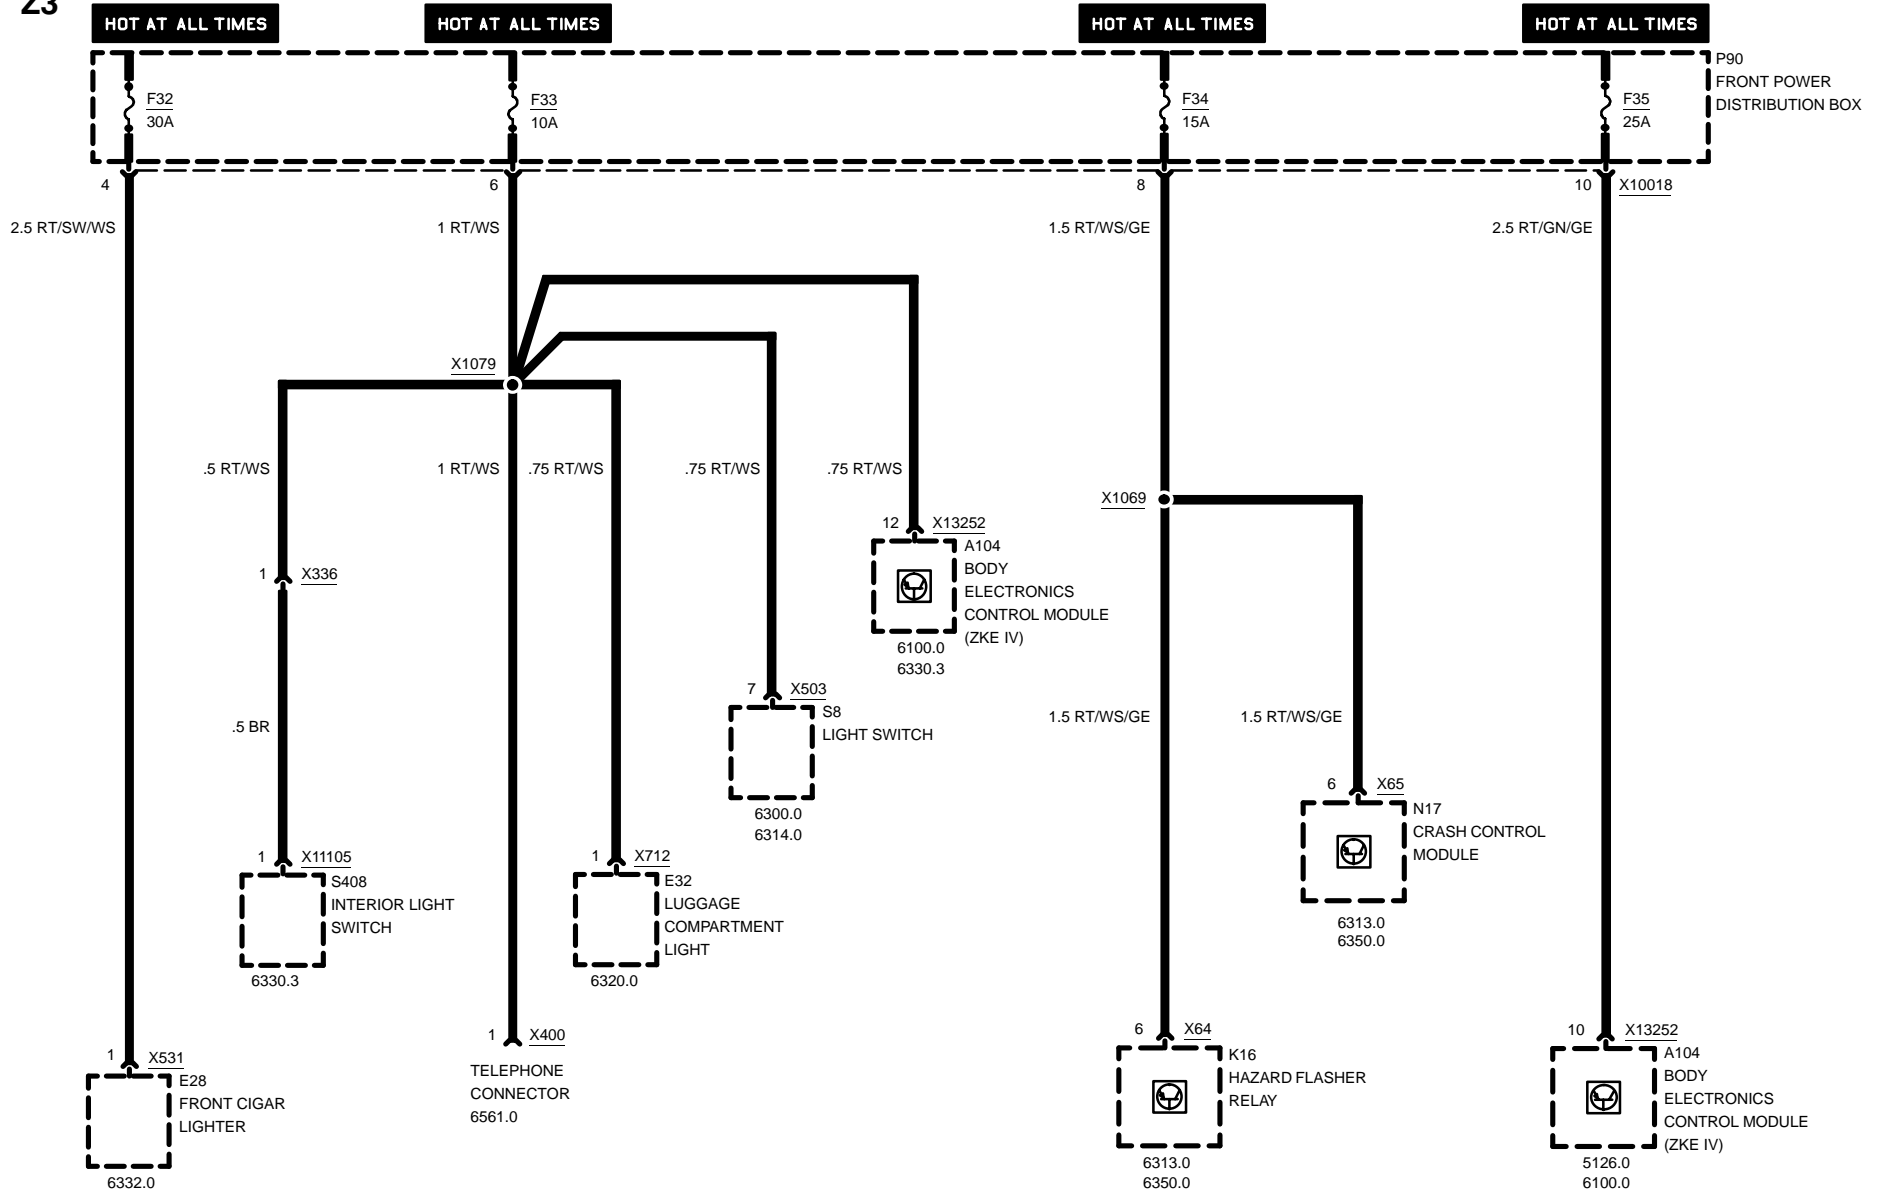 Z3
HOT AT ALL TIMES
HOT AT ALL TIMES
HOT AT ALL TIMES
HOT AT ALL TIMES
P90
FRONT POWER
DISTRIBUTION BOX
F32
30A
F33
10A
F34
15A
F35
25A
4
6
8
10
X10018
2.5 RT/SW/WS
1 RT/WS
1.5 RT/WS/GE
2.5 RT/GN/GE
X1079
.5 RT/WS
1 RT/WS
.75 RT/WS
.75 RT/WS
.75 RT/WS
X1069
12
X13252
A104
BODY
ELECTRONICS
CONTROL MODULE
(ZKE IV)
6100.0
6330.3
1
X336
.5 BR
7
X503
S8
LIGHT SWITCH
6300.0
6314.0
1.5 RT/WS/GE
1.5 RT/WS/GE
6
X65
N17
CRASH CONTROL
MODULE
6313.0
6350.0
1
X11105
S408
INTERIOR LIGHT
SWITCH
6330.3
1
X712
E32
LUGGAGE
COMPARTMENT
LIGHT
6320.0
1
X531
E28
FRONT CIGAR
LIGHTER
6332.0
1
X400
TELEPHONE
CONNECTOR
6561.0
6
X64
K16
HAZARD FLASHER
RELAY
6313.0
6350.0
10
X13252
A104
BODY
ELECTRONICS
CONTROL MODULE
(ZKE IV)
5126.0
6100.0